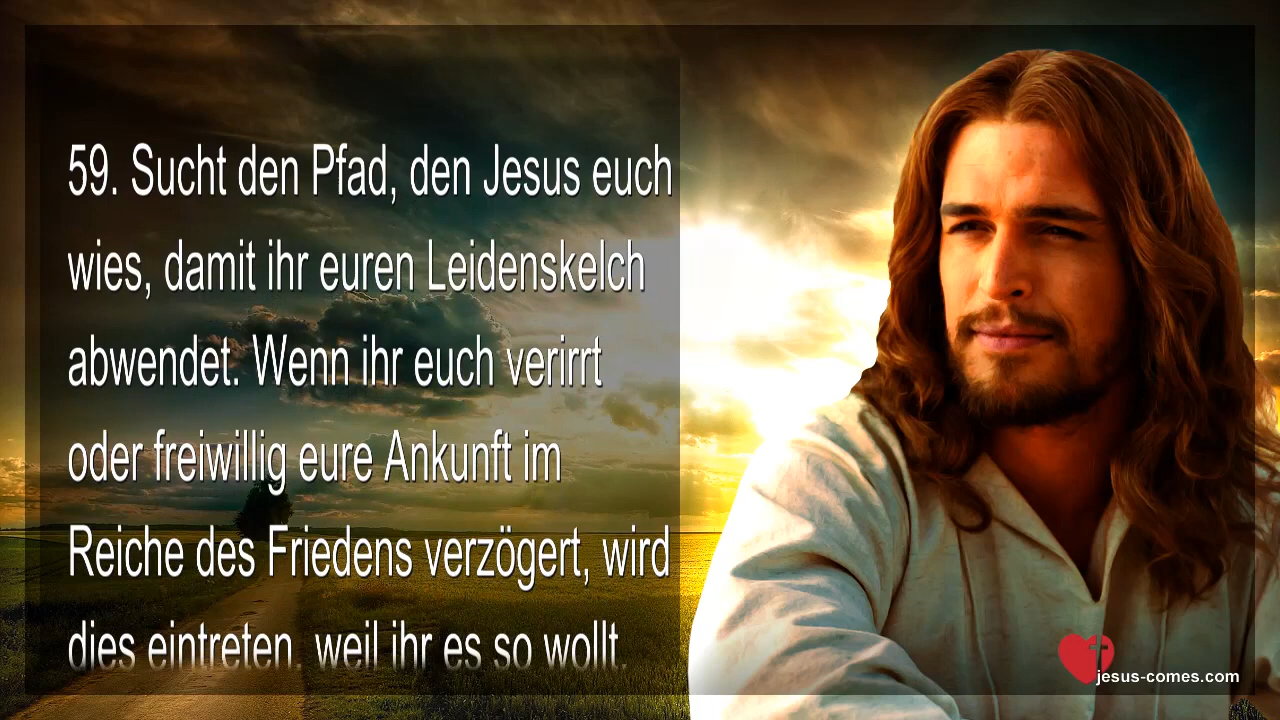 59. Sucht den Pfad, den Jesus euch
wies, damit ihr euren Leidenskelch
abwendet. Wenn ihr euch verirrt
oder freiwillig eure Ankunft im
Reiche des Friedens verzögert, wird
dies eintreten, weil ihr es so wollt,
jesus-comes.com